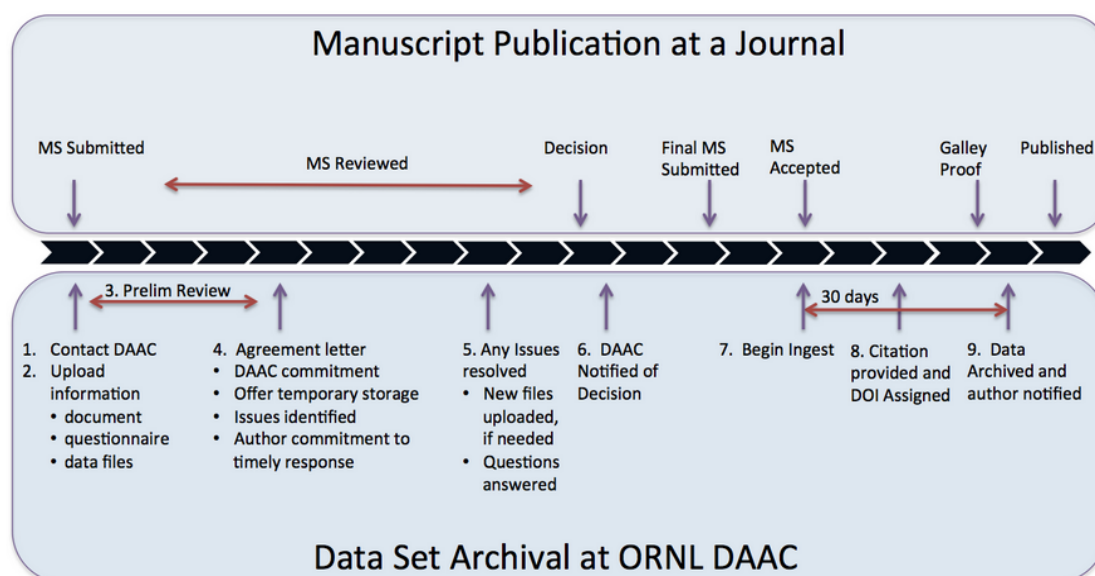 Manuscript Publication at a Journal
MS Submitted
MS Reviewed
Decision
Final MS
Submitted
MS
Accepted
Galley
Proof
Published
3. Prelim Review
30 days
1. Contact DAAC
2. Upload
information
• document
• questionnaire
• data files
4. Agreement letter
• DAAC commitment
• Offer temporary storage
• Issues identified
• Author commitment to
timely response
5. Any Issues
resolved
• New files
uploaded,
if needed
• Questions
answered
6. DAAC
Notified of
Decision
7. Begin Ingest
8. Citation
provided and
DOI Assigned
9. Data
Archived and
author notified
Data Set Archival at ORNL DAAC